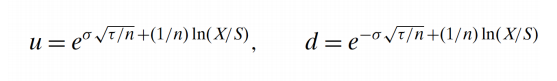 u = e^{σ√(τ/n)+(1/n) ln(X/S)},  d = e^{−σ√(τ/n)+(1/n) ln(X/S)}